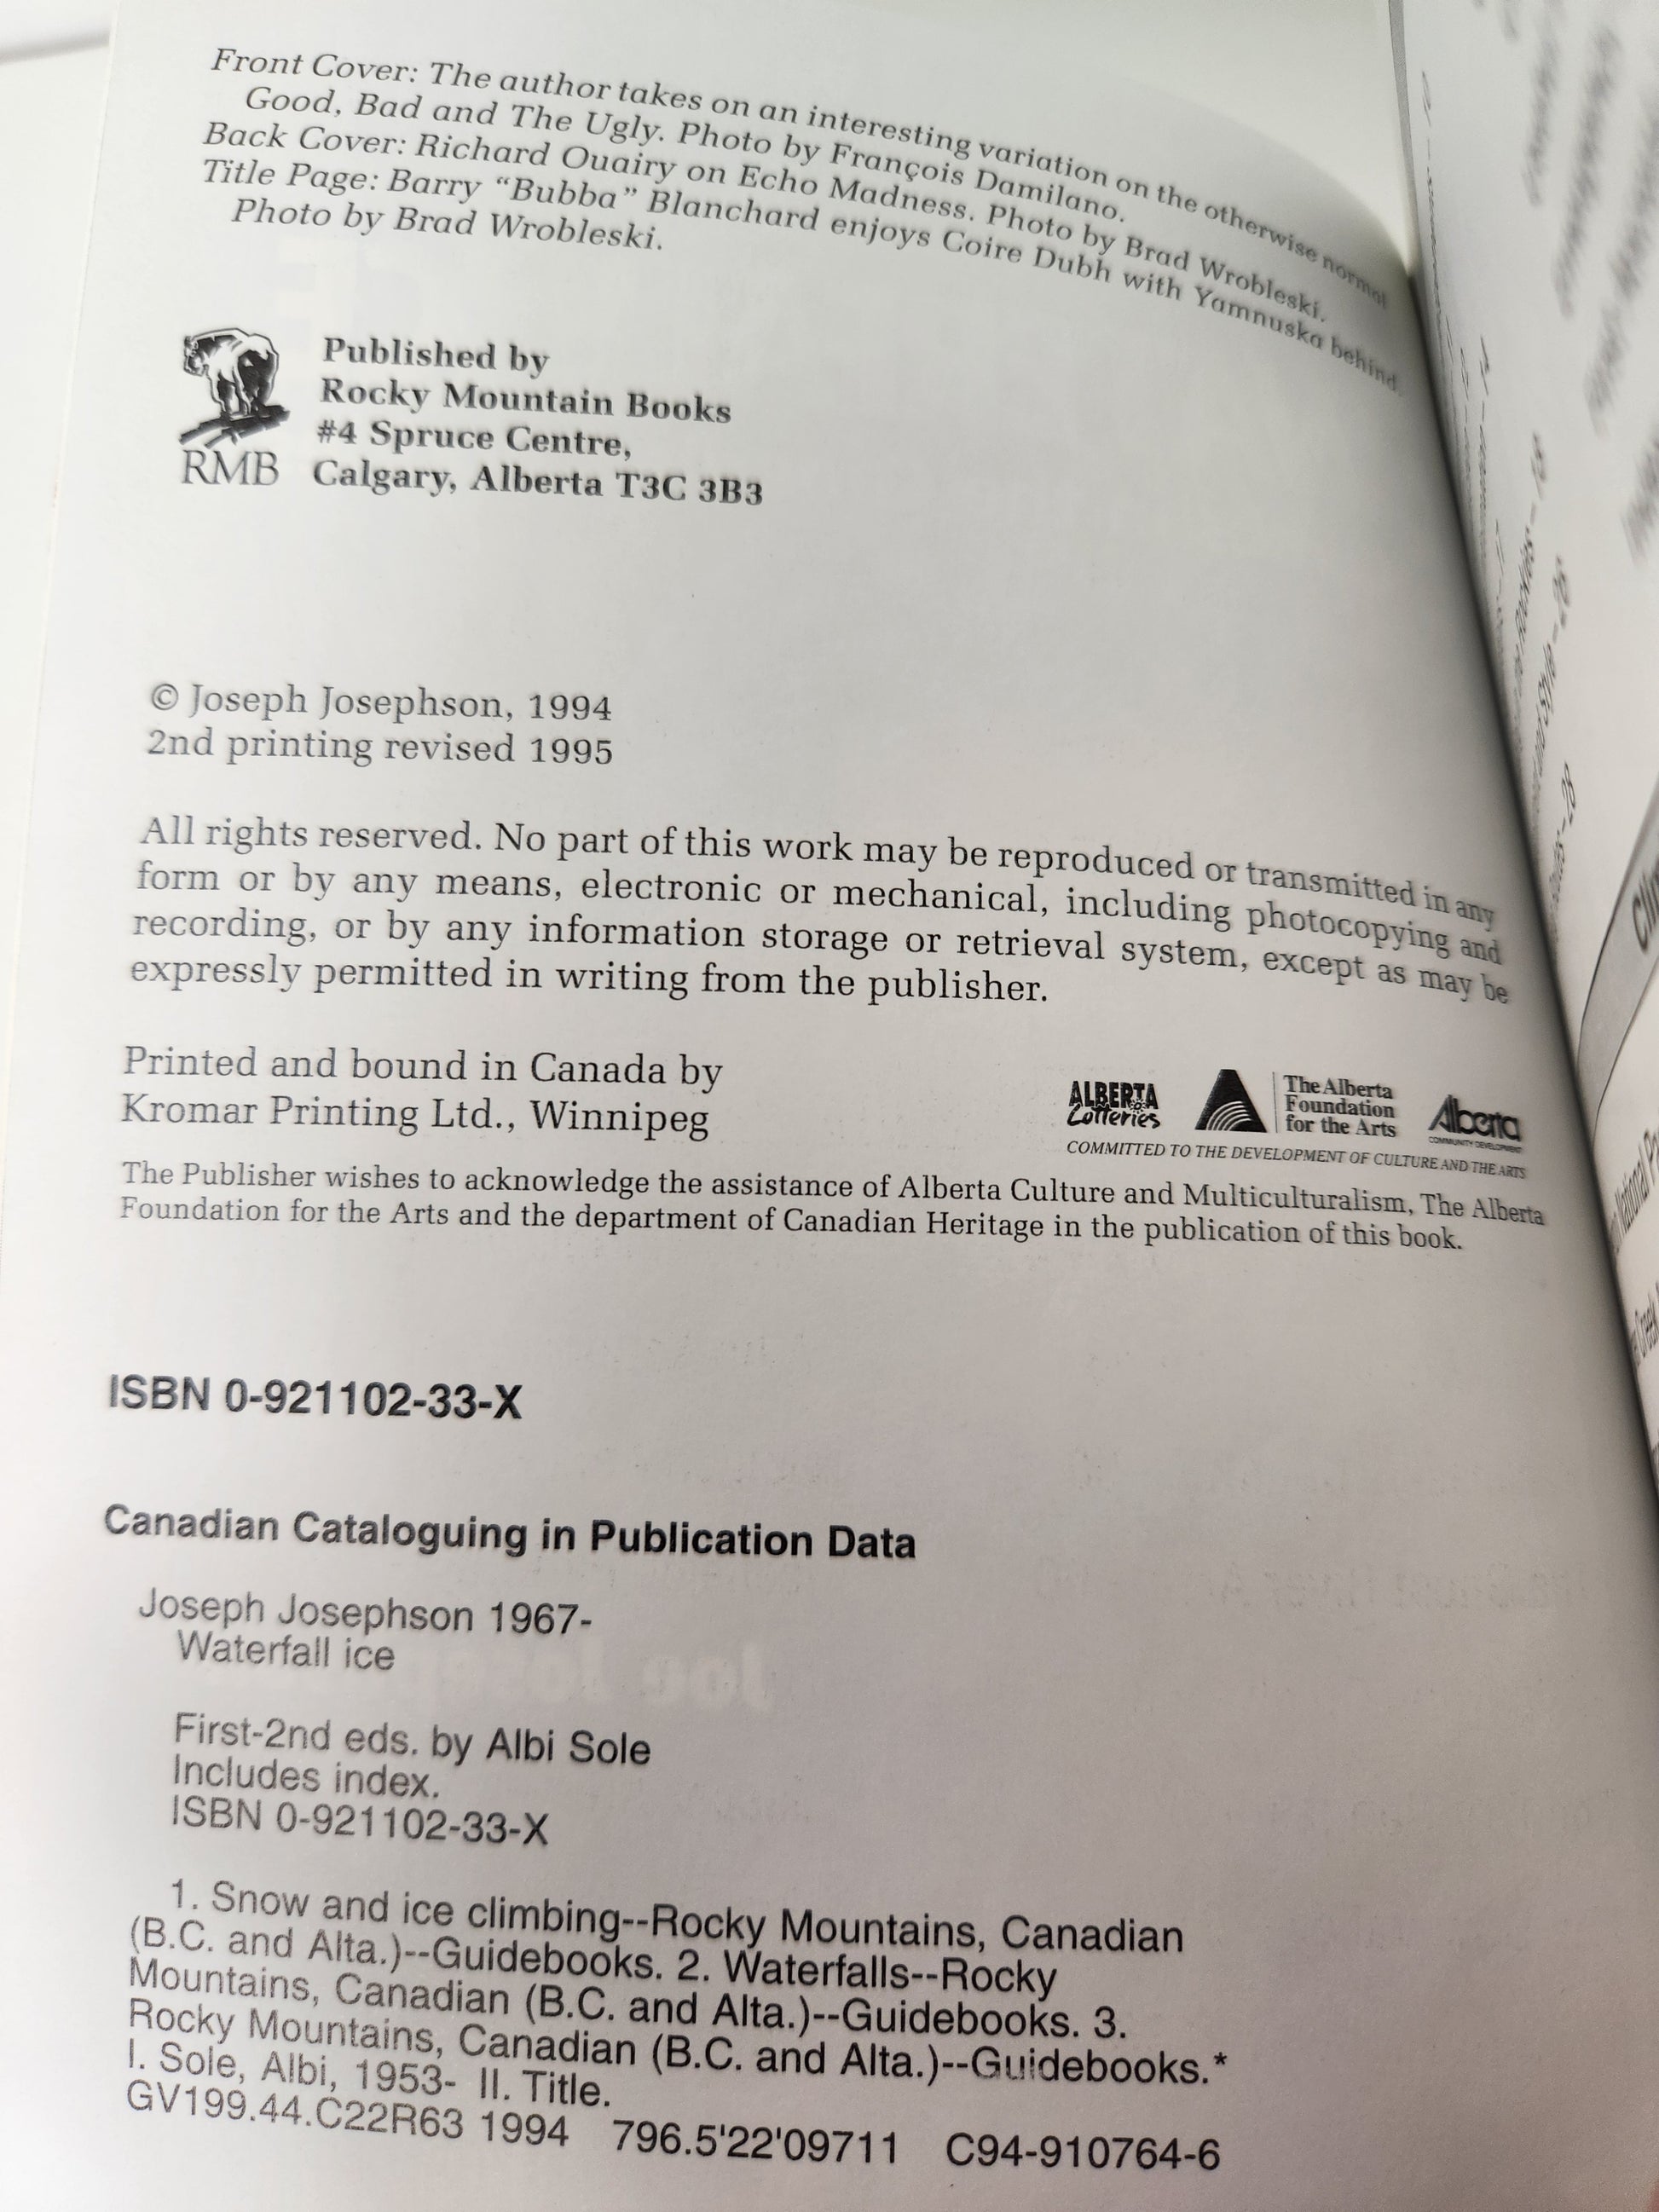 Front Cover: The author takes on an interesting variation on the otherwise normal
Good, Bad and The Ugly. Photo by François Damilano.
Back Cover: Richard Ouairy on Echo Madness. Photo by Brad Wrobleski.
Title Page: Barry “Bubba” Blanchard enjoys Coire Dubh with Yamnuska behind.
Photo by Brad Wrobleski.
Published by
Rocky Mountain Books
#4 Spruce Centre,
RMB Calgary, Alberta T3C 3B3
© Joseph Josephson, 1994
2nd printing revised 1995
All rights reserved. No part of this work may be reproduced or transmitted in any
form or by any means, electronic or mechanical, including photocopying and
recording, or by any information storage or retrieval system, except as may be
expressly permitted in writing from the publisher.
Printed and bound in Canada by
Kromar Printing Ltd., Winnipeg
ALBERTA
Lotteries
The Alberta
Foundation
for the Arts
Alberta
COMMUNITY DEVELOPMENT
COMMITTED TO THE DEVELOPMENT OF CULTURE AND THE ARTS
The Publisher wishes to acknowledge the assistance of Alberta Culture and Multiculturalism, The Alberta
Foundation for the Arts and the department of Canadian Heritage in the publication of this book.
ISBN 0-921102-33-X
Canadian Cataloguing in Publication Data
Joseph Josephson 1967-
Waterfall ice
First-2nd eds. by Albi Sole
Includes index.
ISBN 0-921102-33-X
1. Snow and ice climbing--Rocky Mountains, Canadian
(B.C. and Alta.)--Guidebooks. 2. Waterfalls--Rocky
Mountains, Canadian (B.C. and Alta.)--Guidebooks. 3.
Rocky Mountains, Canadian (B.C. and Alta.)--Guidebooks.*
I. Sole, Albi, 1953- II. Title.
GV199.44.C22R63 1994 796.5'22'09711 C94-910764-6